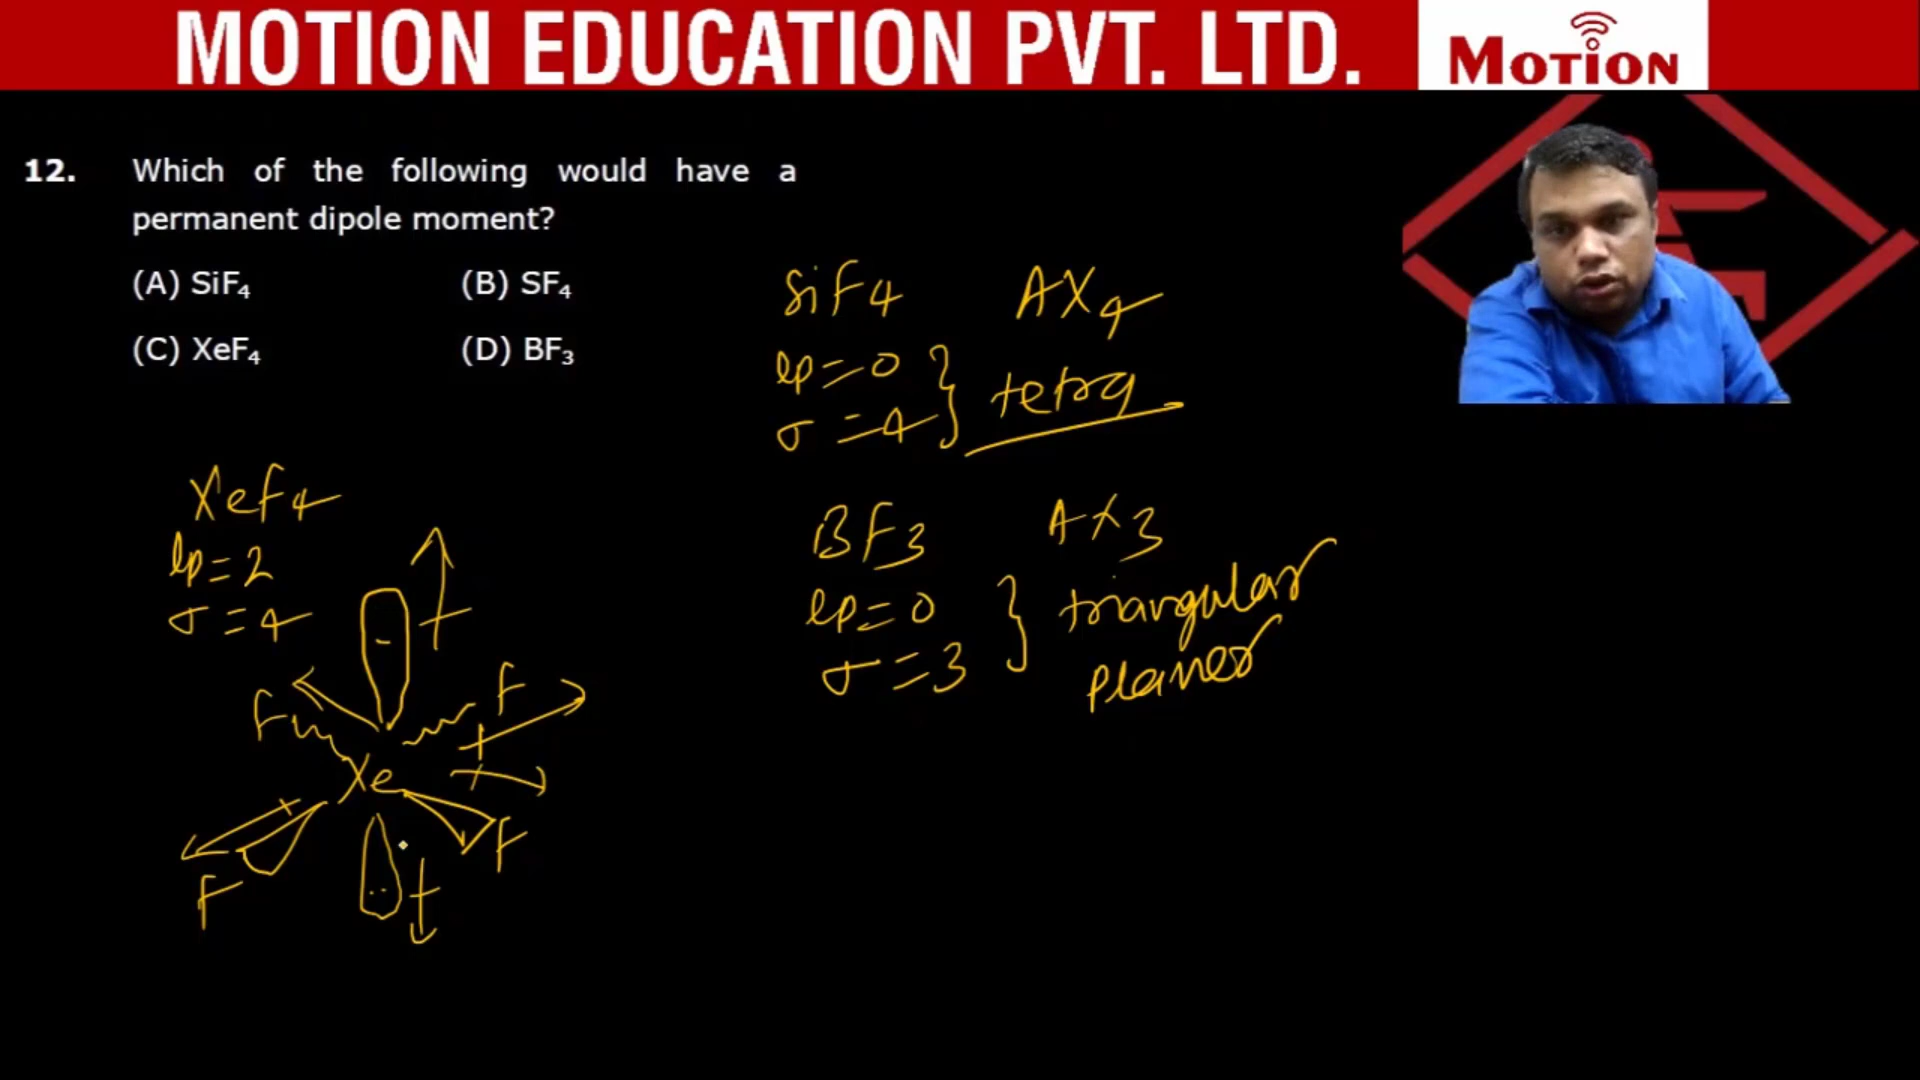 MOTION EDUCATION PVT. LTD.
MOTION
12. Which of the following would have a
permanent dipole moment?
(A) SiF₄ (B) SF₄
(C) XeF₄ (D) BF₃
SiF4 AX4
lp=0
σ=4 } tetra
XeF4
lp=2
σ=4
BF3 AX3
lp=0
σ=3 } triangular
planer
F F
Xe
F F